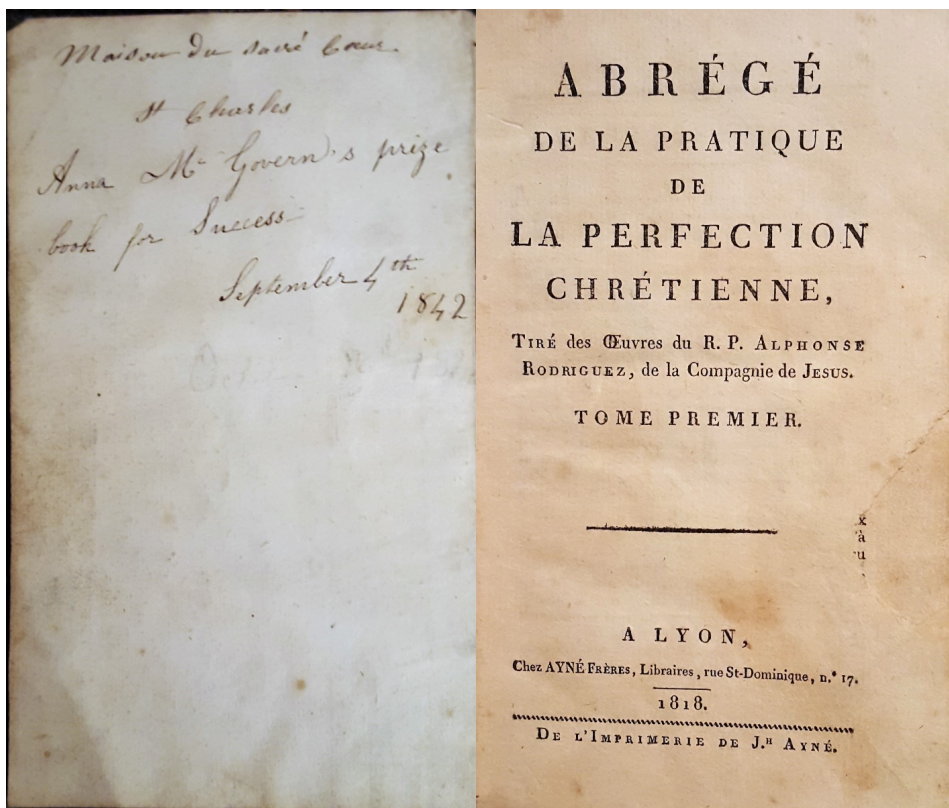 Maison du sacré Cœur
St Charles
Anna Mc Govern's prize
book for Success
September 4th
1842
ABRÉGÉ
DE LA PRATIQUE
DE
LA PERFECTION
CHRÉTIENNE,
TIRÉ des Œuvres du R. P. ALPHONSE
RODRIGUEZ, de la Compagnie de JESUS.
TOME PREMIER.
x
à
u
A LYON,
Chez AYNÉ FRÈRES, Libraires, rue St-Dominique, n.° 17.
1818.
DE L'IMPRIMERIE DE J.H AYNÉ.